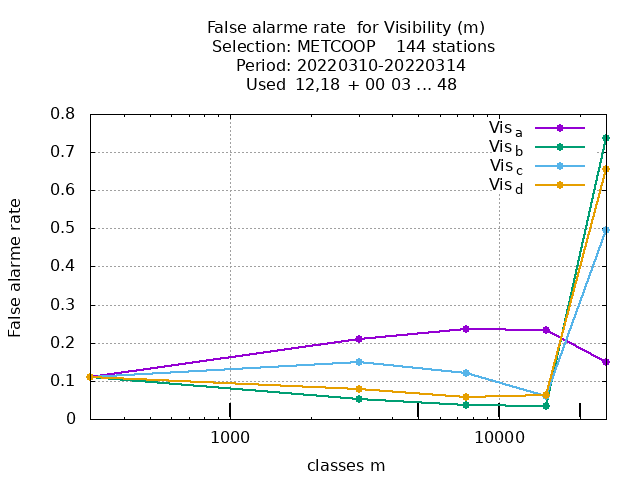 False alarme rate  for Visibility (m)
Selection: METCOOP    144 stations
Period: 20220310-20220314
Used  12,18  + 00 03 ... 48
Vis a
Vis b
Vis c
Vis d
0.8
0.7
0.6
0.5
0.4
0.3
0.2
0.1
0
False alarme rate
1000
10000
classes m